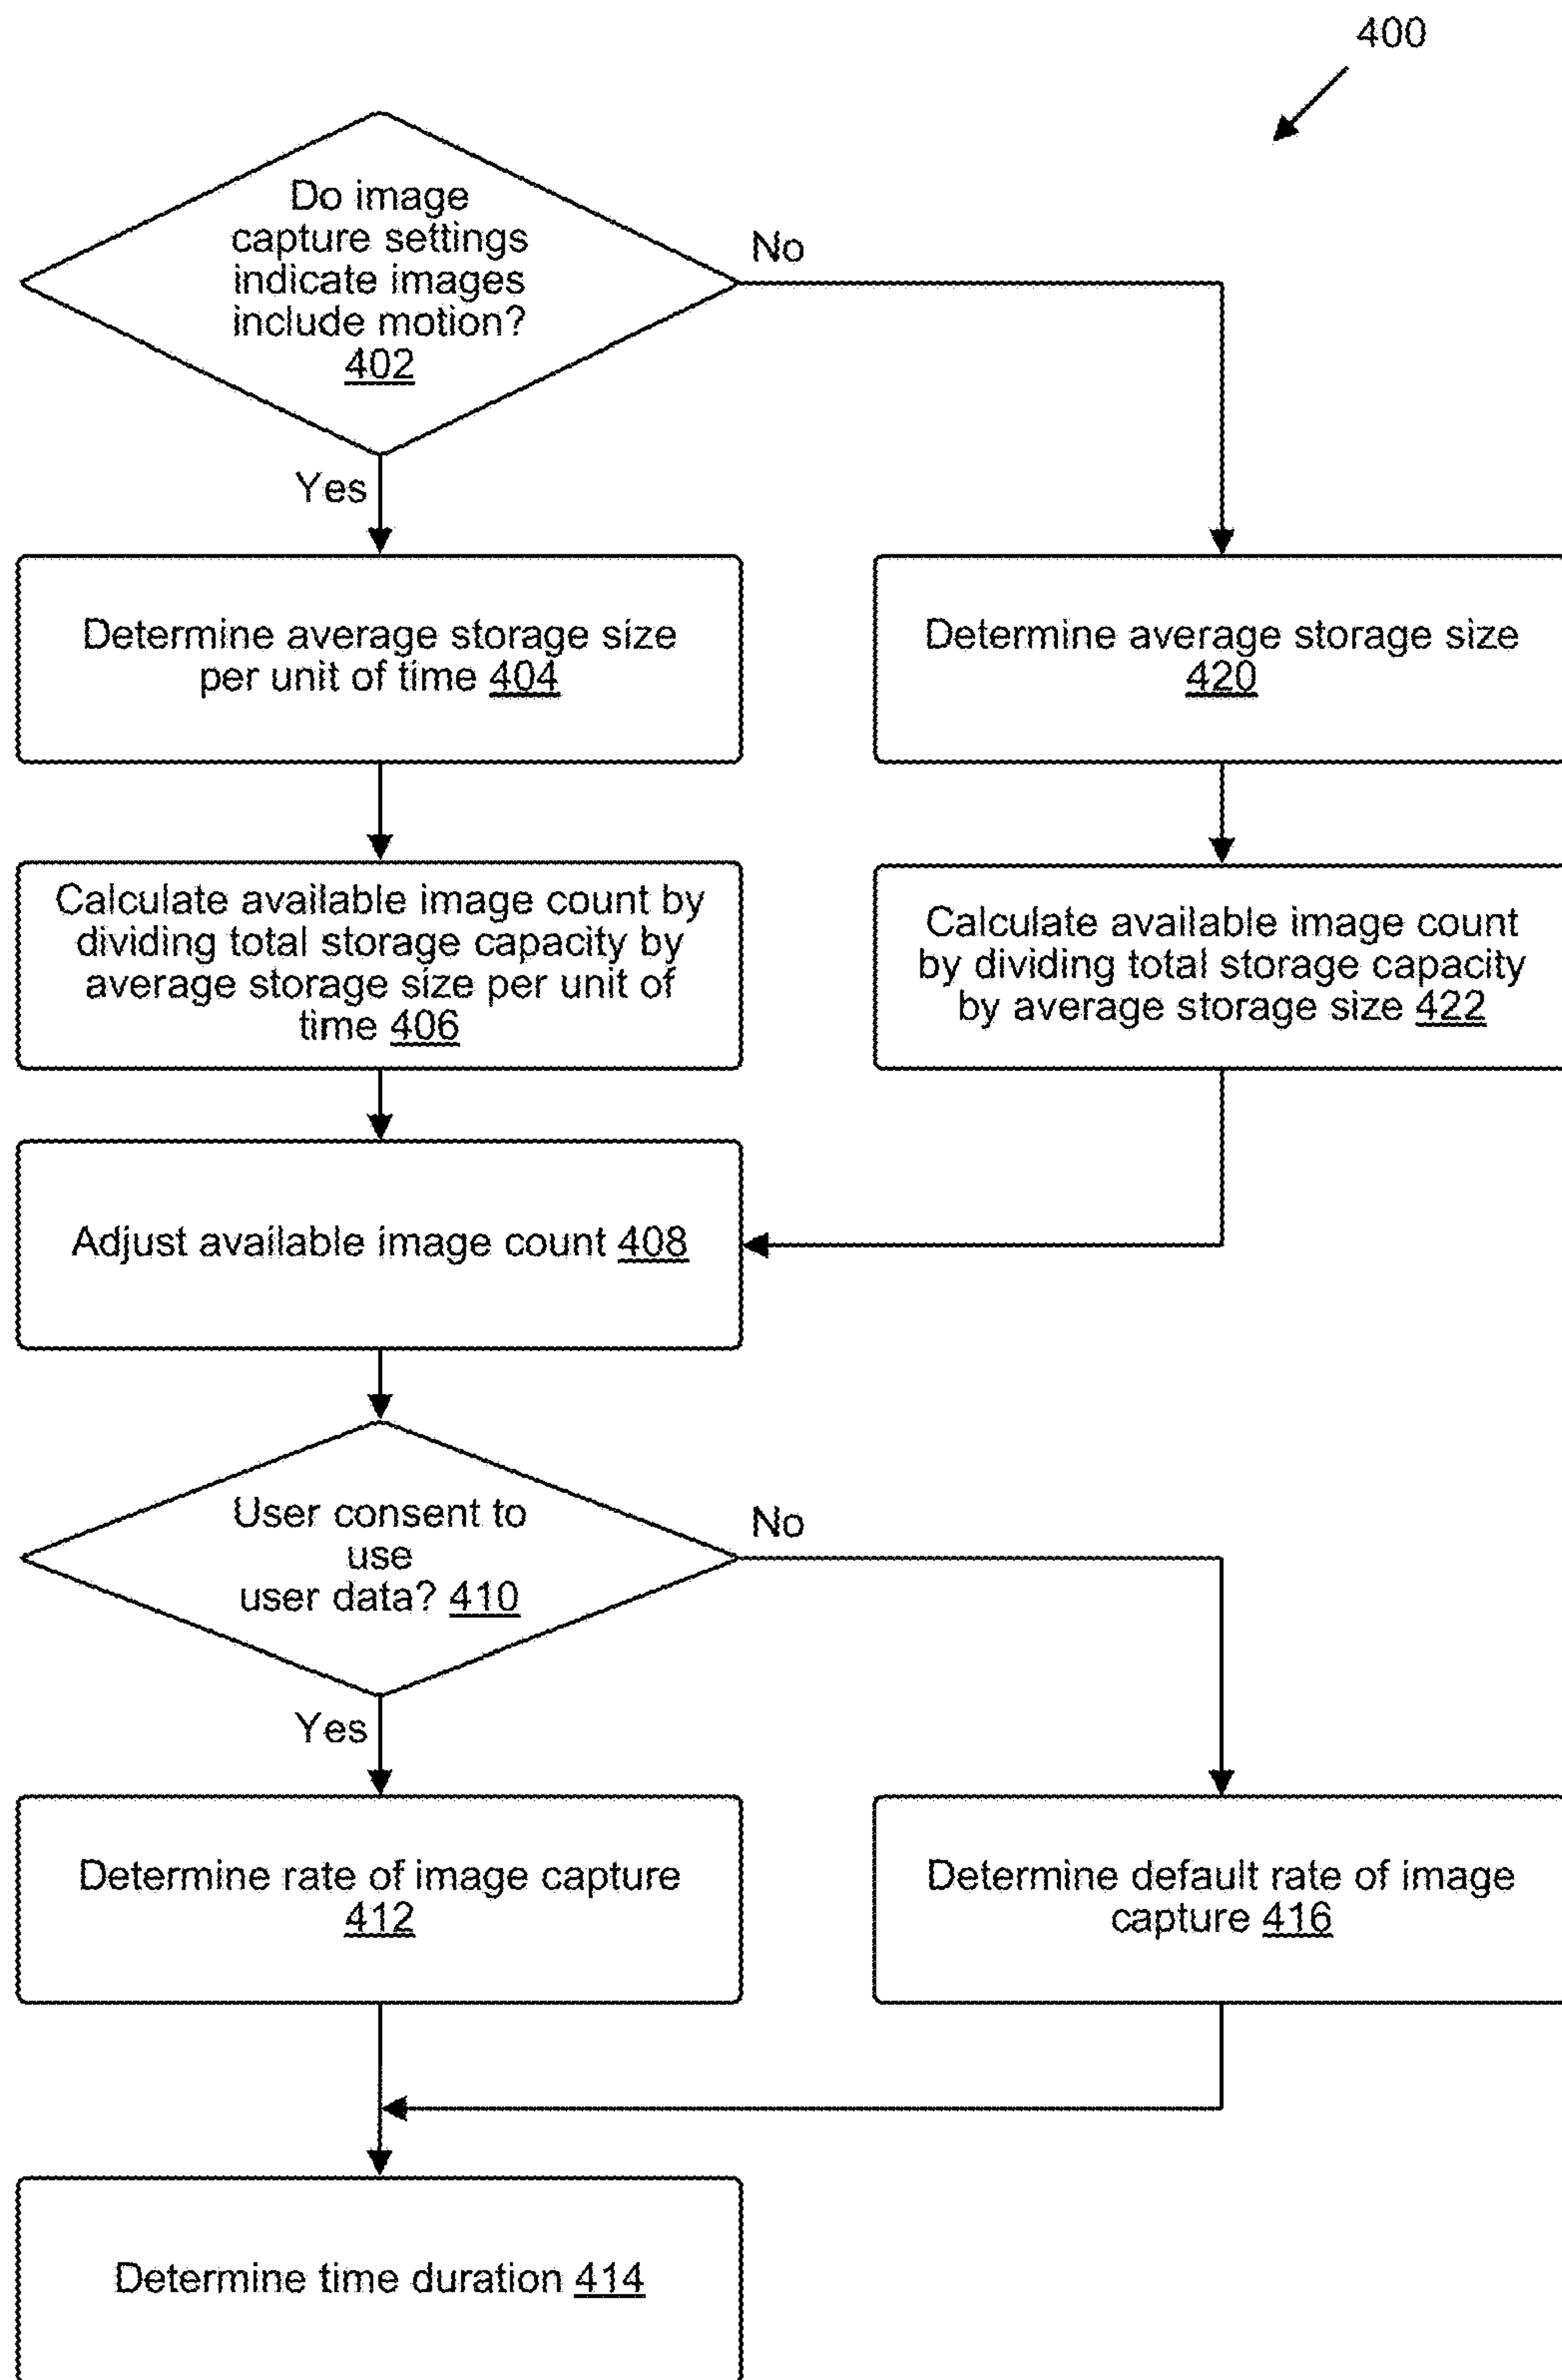 400
Do image
capture settings
indicate images
include motion?
402
No
Yes
Determine average storage size
per unit of time 404
Determine average storage size
420
Calculate available image count by
dividing total storage capacity by
average storage size per unit of
time 406
Calculate available image count
by dividing total storage capacity
by average storage size 422
Adjust available image count 408
User consent to
use
user data? 410
No
Yes
Determine rate of image capture
412
Determine default rate of image
capture 416
Determine time duration 414